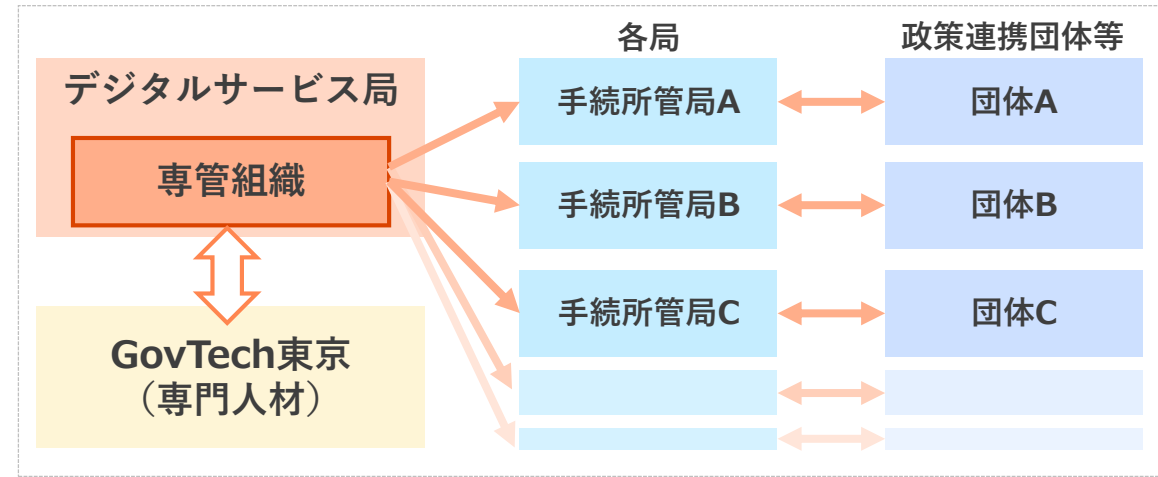 各局
政策連携団体等
デジタルサービス局
専管組織
GovTech東京
（専門人材）
手続所管局A
団体A
手続所管局B
団体B
手続所管局C
団体C